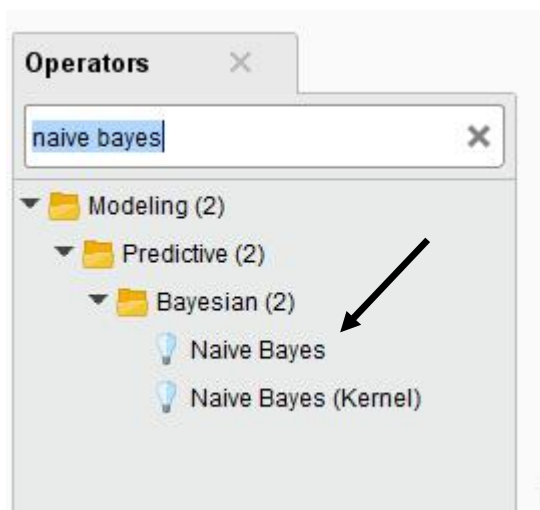 Operators
naive bayes
Modeling (2)
Predictive (2)
Bayesian (2)
Naive Bayes
Naive Bayes (Kernel)